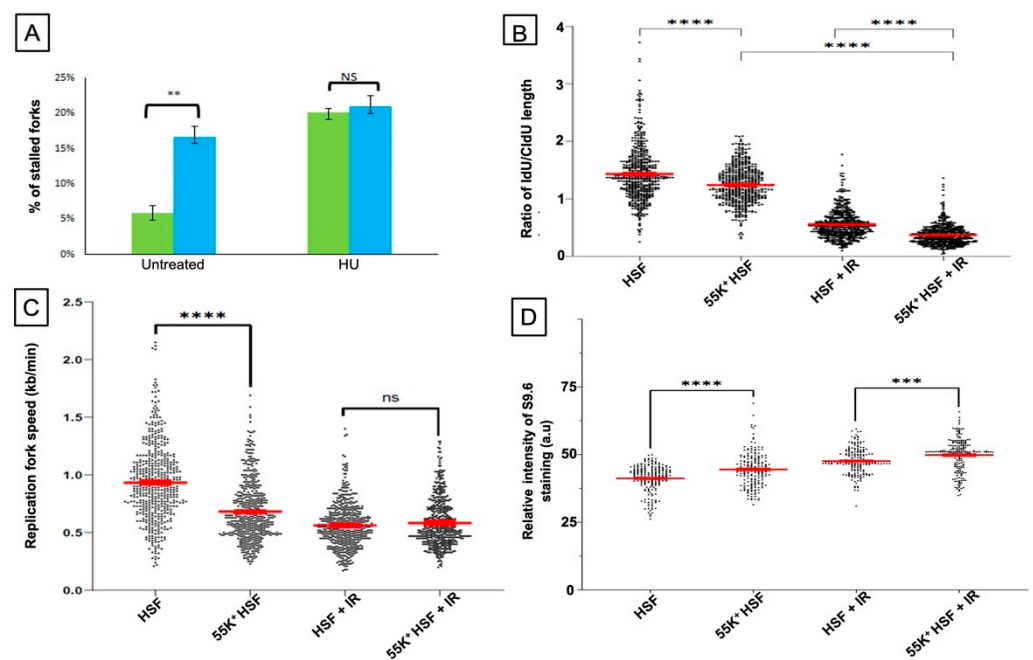 A
% of stalled forks
25%
20%
15%
10%
5%
0%
**
NS
Untreated
HU
B
Ratio of IdU/CldU length
4
3
2
1
0
****
****
****
HSF
55K⁺ HSF
HSF + IR
55K⁺ HSF + IR
C
Replication fork speed (kb/min)
2.5
2.0
1.5
1.0
0.5
0.0
****
ns
HSF
55K⁺ HSF
HSF + IR
55K⁺ HSF + IR
D
Relative intensity of S9.6
staining (a.u)
75
50
25
0
****
***
HSF
55K⁺ HSF
HSF + IR
55K⁺ HSF + IR